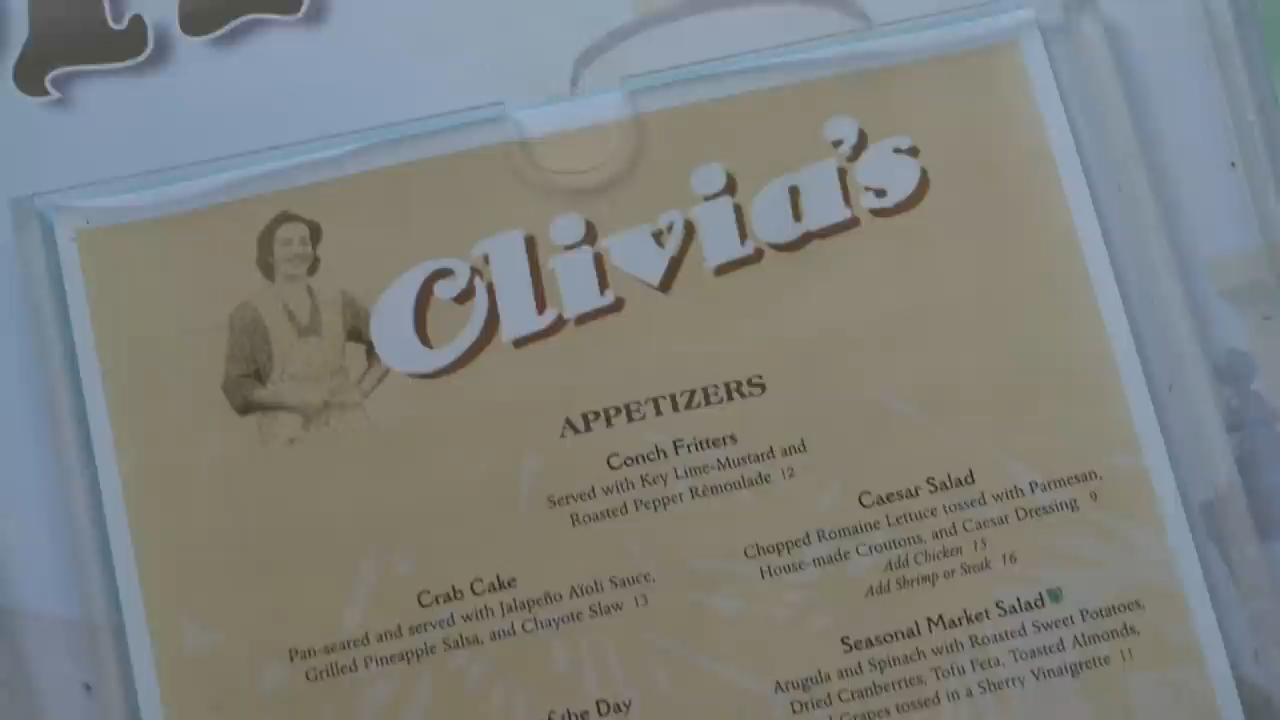 Olivia's
APPETIZERS
Conch Fritters
Served with Key Lime-Mustard and
Roasted Pepper Rémoulade 12
Crab Cake
Pan-seared and served with Jalapeño Aïoli Sauce,
Grilled Pineapple Salsa, and Chayote Slaw 13
the Day
Caesar Salad
Chopped Romaine Lettuce tossed with Parmesan,
House-made Croutons, and Caesar Dressing 9
Add Chicken 15
Add Shrimp or Steak 16
Seasonal Market Salad
Arugula and Spinach with Roasted Sweet Potatoes,
Dried Cranberries, Tofu Feta, Toasted Almonds,
Grapes tossed in a Sherry Vinaigrette 11